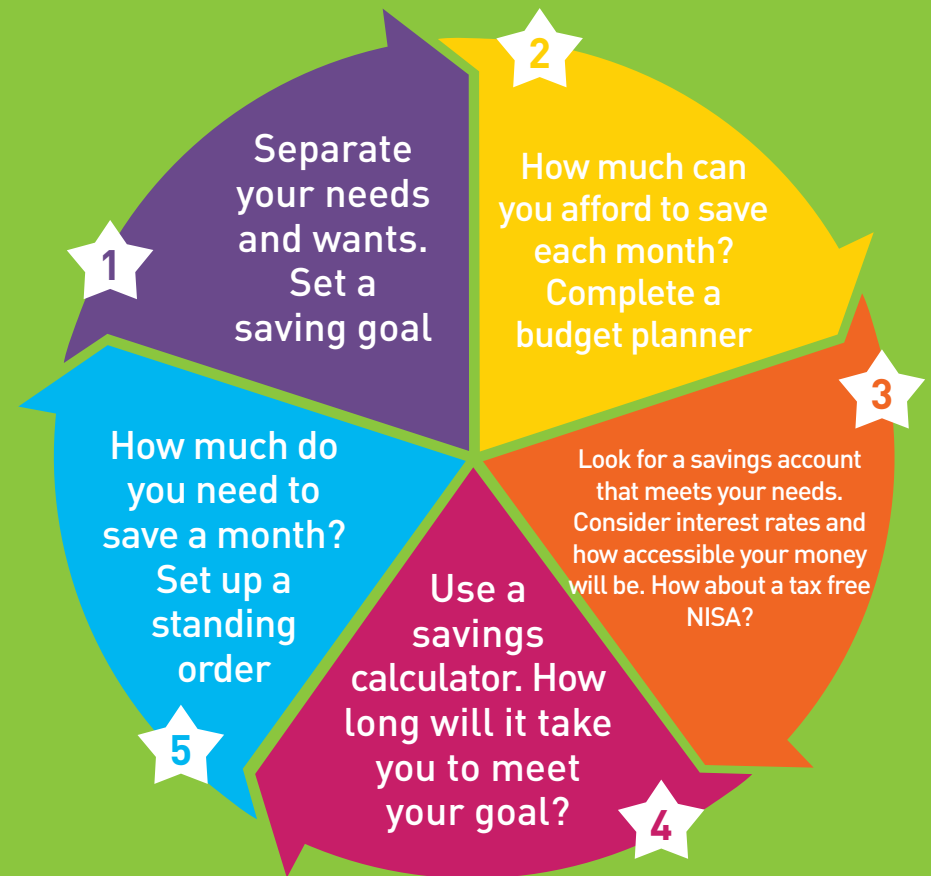 1
Separate
your needs
and wants.
Set a
saving goal
2
How much can
you afford to save
each month?
Complete a
budget planner
3
Look for a savings account
that meets your needs.
Consider interest rates and
how accessible your money
will be. How about a tax free
NISA?
4
Use a
savings
calculator. How
long will it take
you to meet
your goal?
5
How much do
you need to
save a month?
Set up a
standing
order